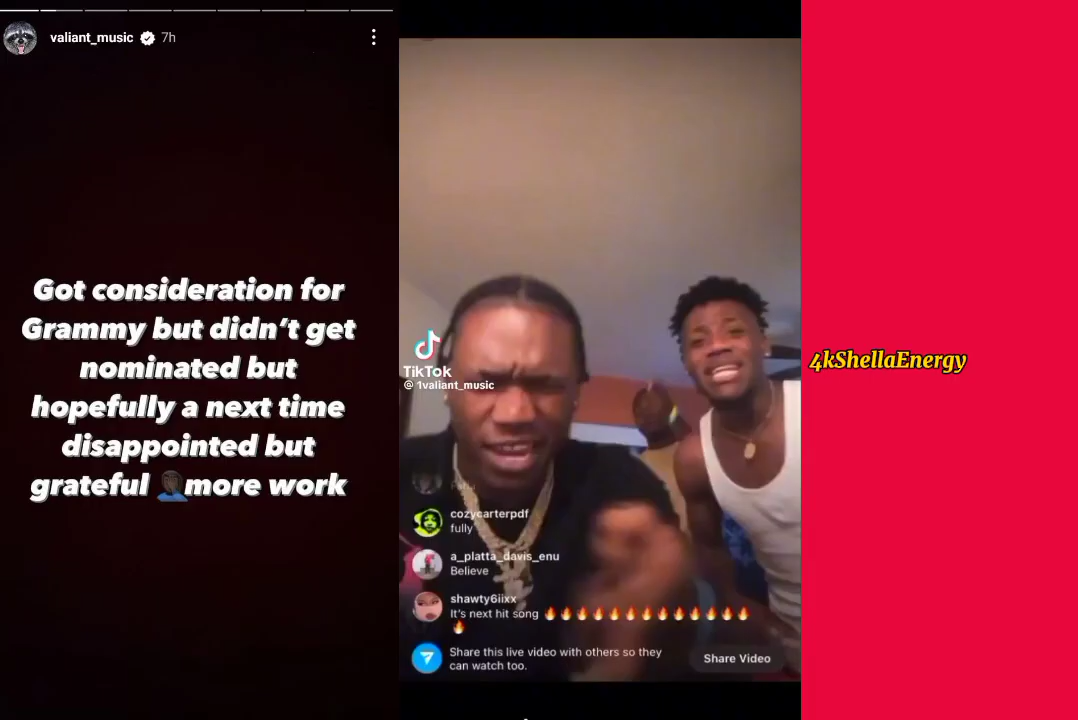 valiant_music 7h
Got consideration for
Grammy but didn't get
nominated but
hopefully a next time
disappointed but
grateful 🤦🏿‍♂️more work
TikTok
@ 1valiant_music
cozycarterpdf
fully
a_platta_davis_enu
Believe
shawty6iixx
It's next hit song 🔥🔥🔥🔥🔥🔥🔥🔥🔥🔥🔥🔥🔥
🔥
Share this live video with others so they
can watch too.
Share Video
4kShellaEnergy